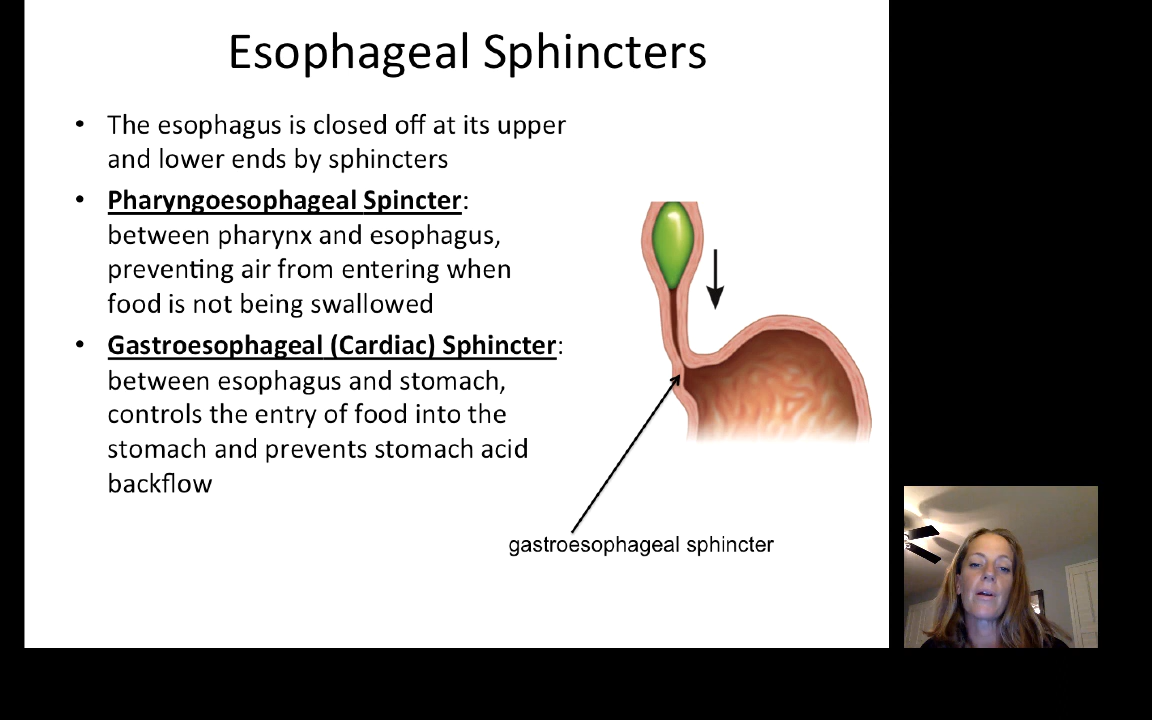 Esophageal Sphincters
• The esophagus is closed off at its upper
and lower ends by sphincters
• Pharyngoesophageal Spincter:
between pharynx and esophagus,
preventing air from entering when
food is not being swallowed
• Gastroesophageal (Cardiac) Sphincter:
between esophagus and stomach,
controls the entry of food into the
stomach and prevents stomach acid
backflow
gastroesophageal sphincter